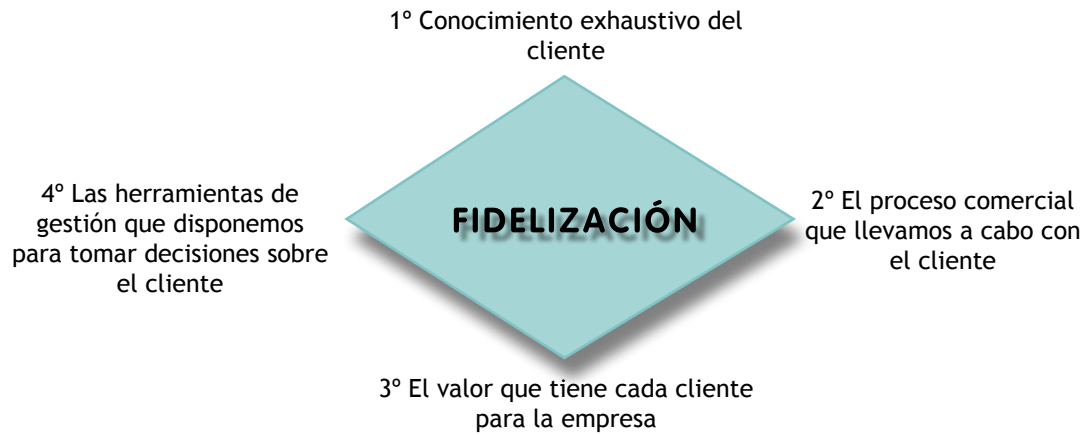 1º Conocimiento exhaustivo del
cliente
4º Las herramientas de
gestión que disponemos
para tomar decisiones sobre
el cliente
FIDELIZACIÓN
2º El proceso comercial
que llevamos a cabo con
el cliente
3º El valor que tiene cada cliente
para la empresa